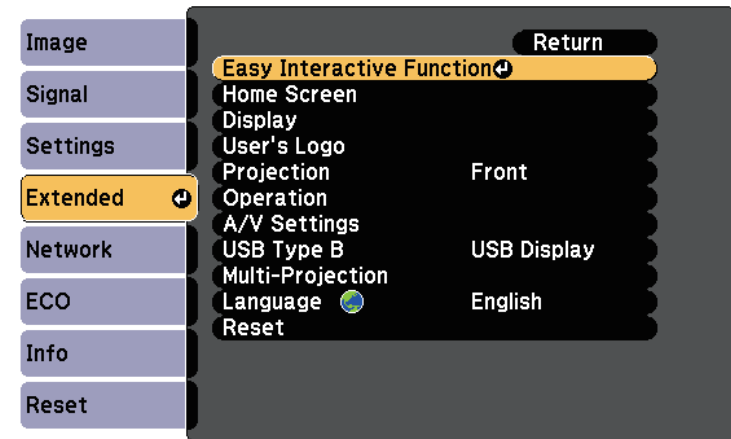 Image
Signal
Settings
Extended
Network
ECO
Info
Reset
Return
Easy Interactive Function
Home Screen
Display
User's Logo
Projection Front
Operation
A/V Settings
USB Type B USB Display
Multi-Projection
Language English
Reset